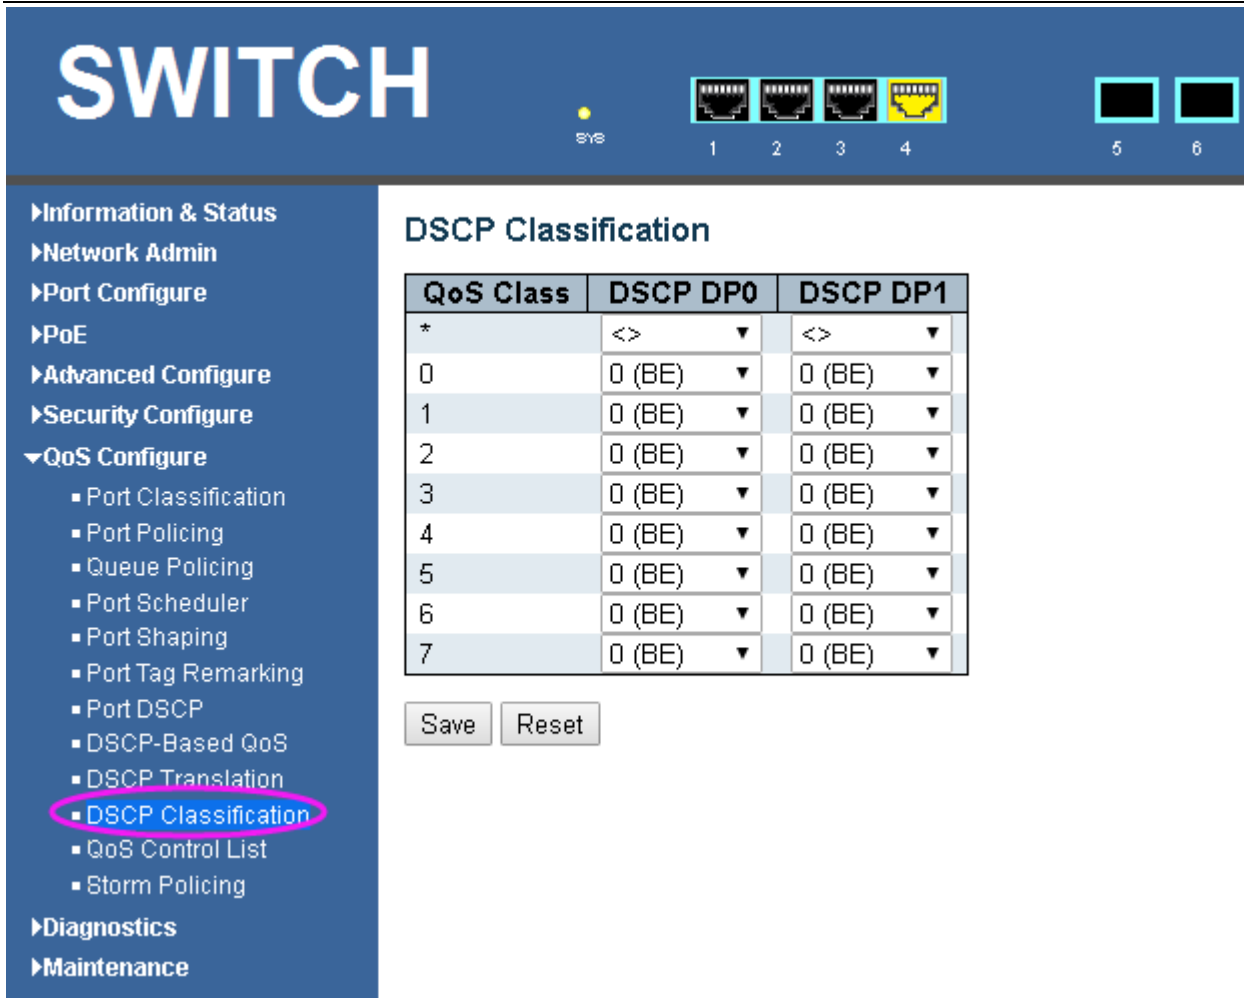 SWITCH
SYS
1 2 3 4 5 6
Information & Status
Network Admin
Port Configure
PoE
Advanced Configure
Security Configure
QoS Configure
Port Classification
Port Policing
Queue Policing
Port Scheduler
Port Shaping
Port Tag Remarking
Port DSCP
DSCP-Based QoS
DSCP Translation
DSCP Classification
QoS Control List
Storm Policing
Diagnostics
Maintenance
DSCP Classification
QoS Class DSCP DP0 DSCP DP1
* <> <>
0 0 (BE) 0 (BE)
1 0 (BE) 0 (BE)
2 0 (BE) 0 (BE)
3 0 (BE) 0 (BE)
4 0 (BE) 0 (BE)
5 0 (BE) 0 (BE)
6 0 (BE) 0 (BE)
7 0 (BE) 0 (BE)
Save Reset